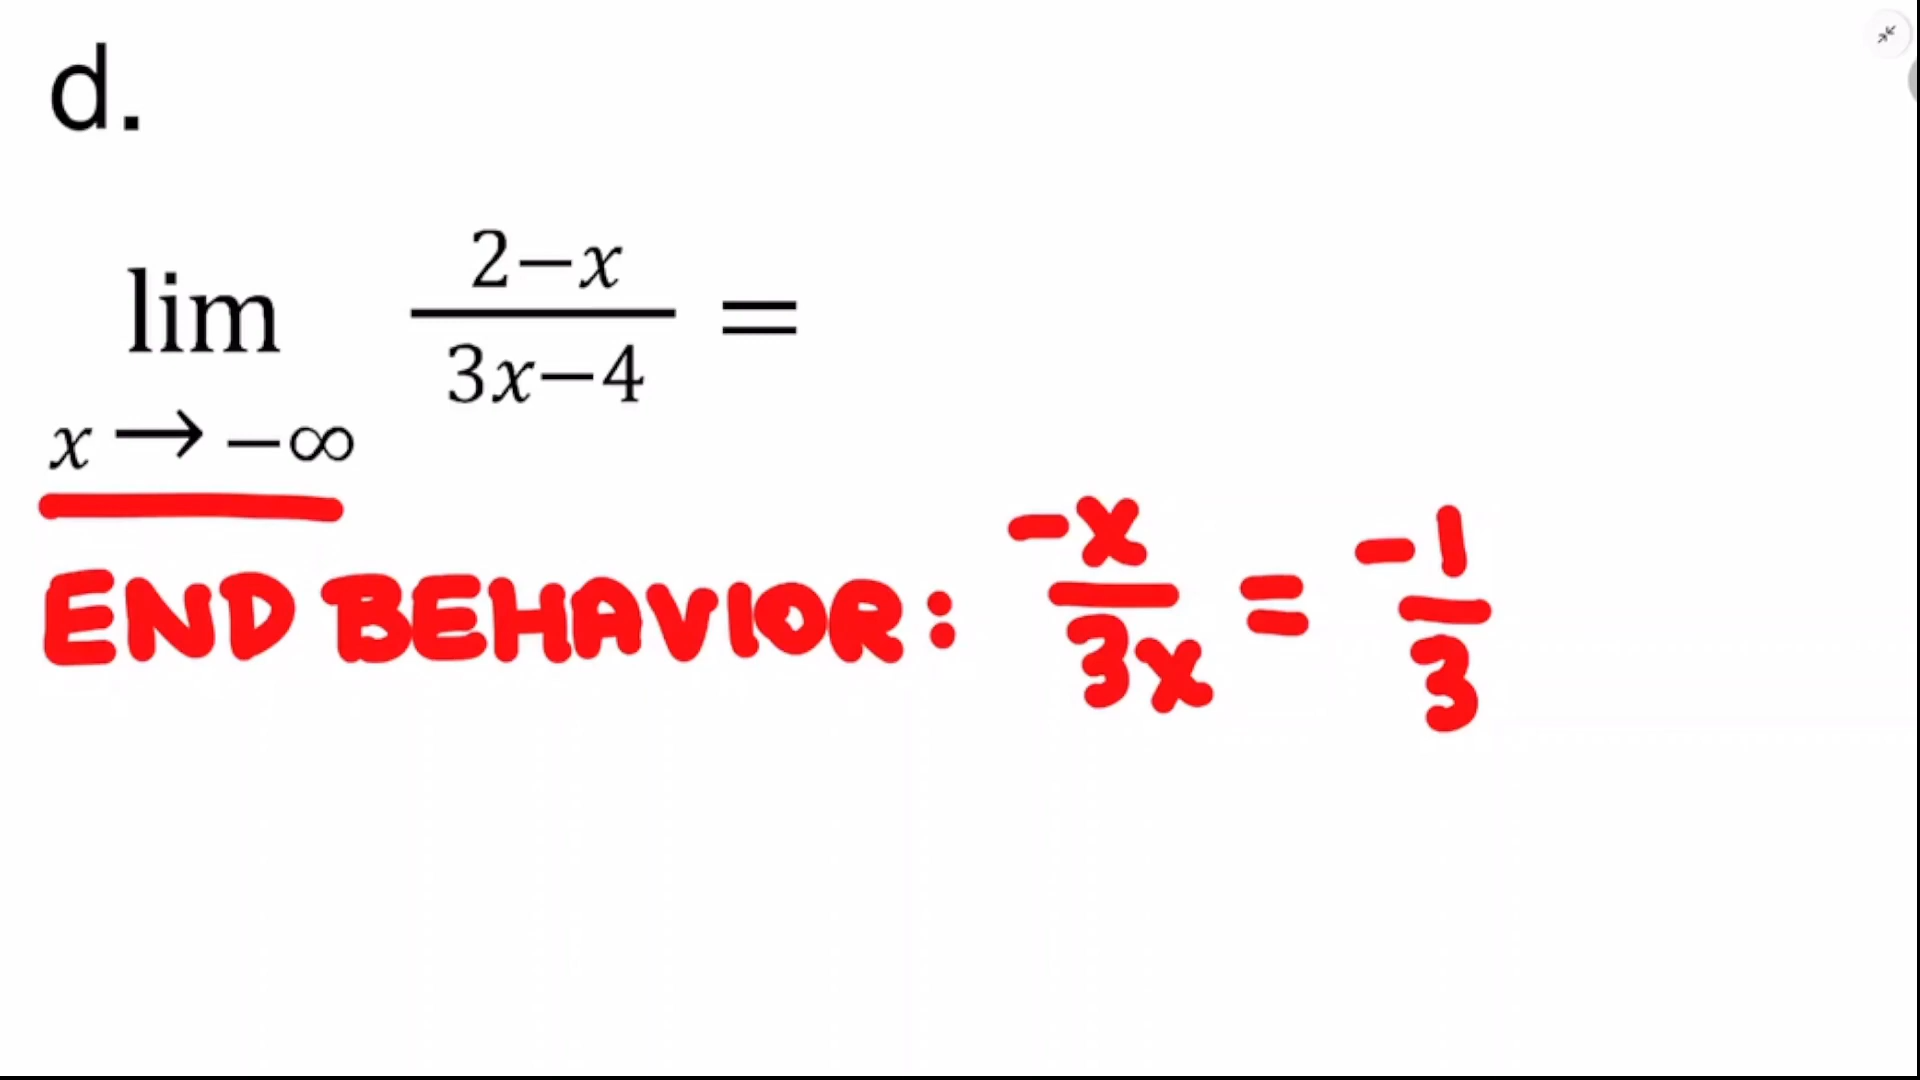 d.
lim 2−x / 3x−4 =
x → −∞
END BEHAVIOR: -x / 3x = -1 / 3